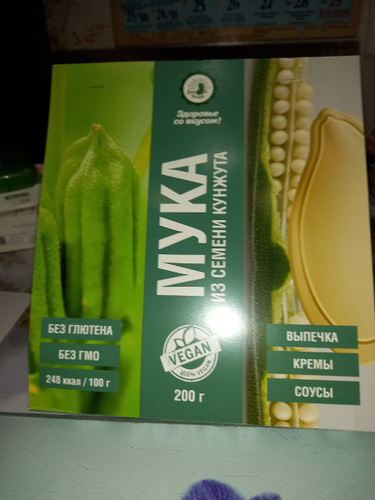 Здоровье
со вкусом!
МУКА
ИЗ СЕМЕНИ КУНЖУТА
БЕЗ ГЛЮТЕНА
БЕЗ ГМО
248 ккал / 100 г
VEGAN
100% VEGAN
200 г
ВЫПЕЧКА
КРЕМЫ
СОУСЫ